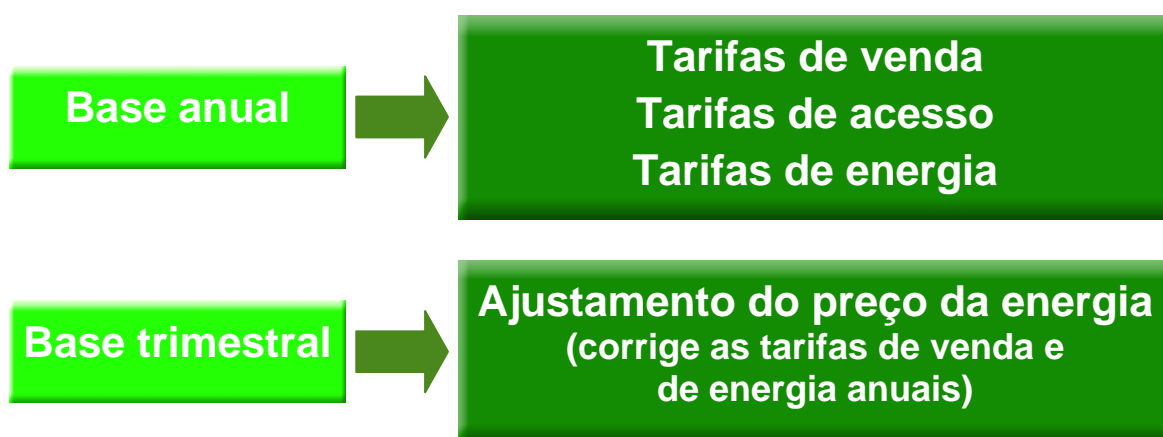 Base anual
Tarifas de venda
Tarifas de acesso
Tarifas de energia
Base trimestral
Ajustamento do preço da energia
(corrige as tarifas de venda e
de energia anuais)